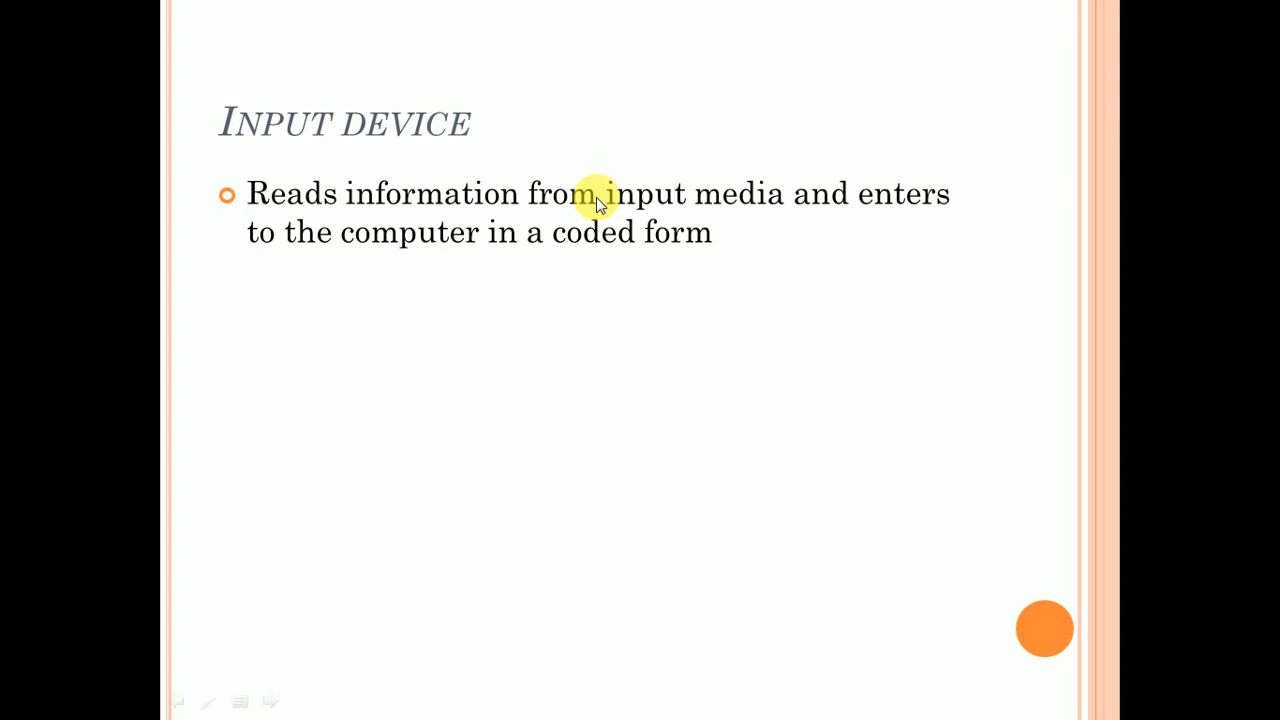 INPUT DEVICE
Reads information from input media and enters
to the computer in a coded form